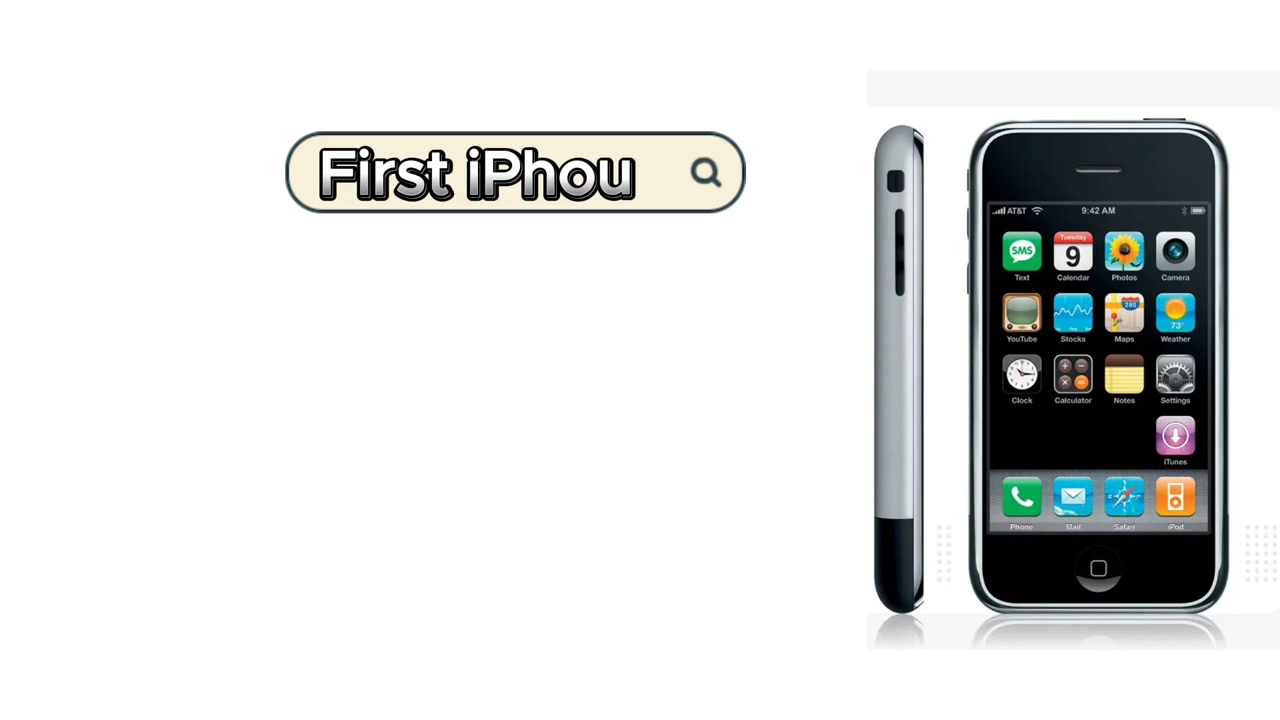 First iPhou
AT&T 9:42 AM
Tuesday
SMS 9 280
Text Calendar Photos Camera
73°
YouTube Stocks Maps Weather
Clock Calculator Notes Settings
iTunes
Phone Mail Safari iPod